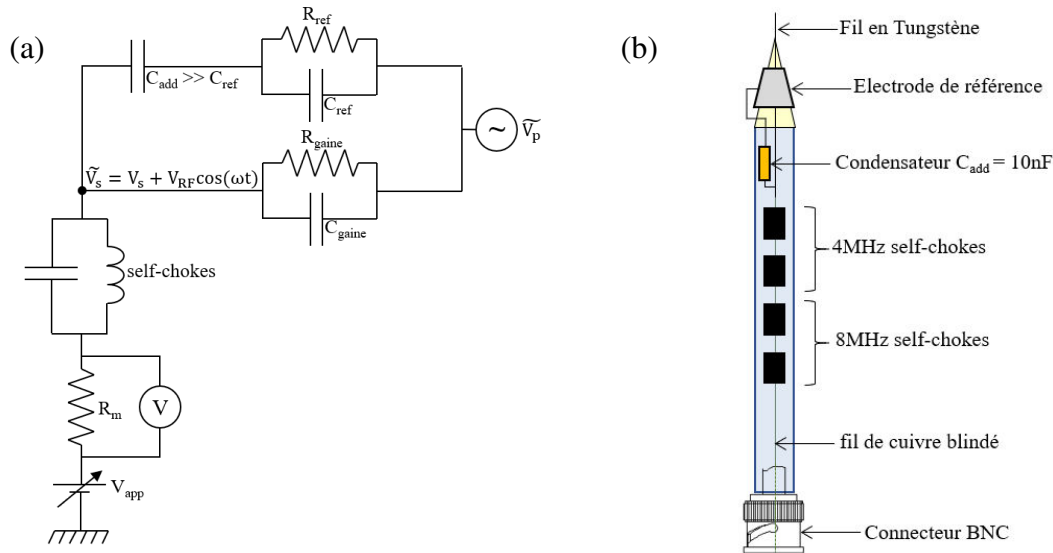 (a)
R_ref
C_add >> C_ref
C_ref
R_gaine
~
Ṽ_p
Ṽ_s = V_s + V_RF cos(ωt)
C_gaine
self-chokes
R_m
V
V_app
(b)
Fil en Tungstène
Electrode de référence
Condensateur C_add = 10nF
4MHz self-chokes
8MHz self-chokes
fil de cuivre blindé
Connecteur BNC